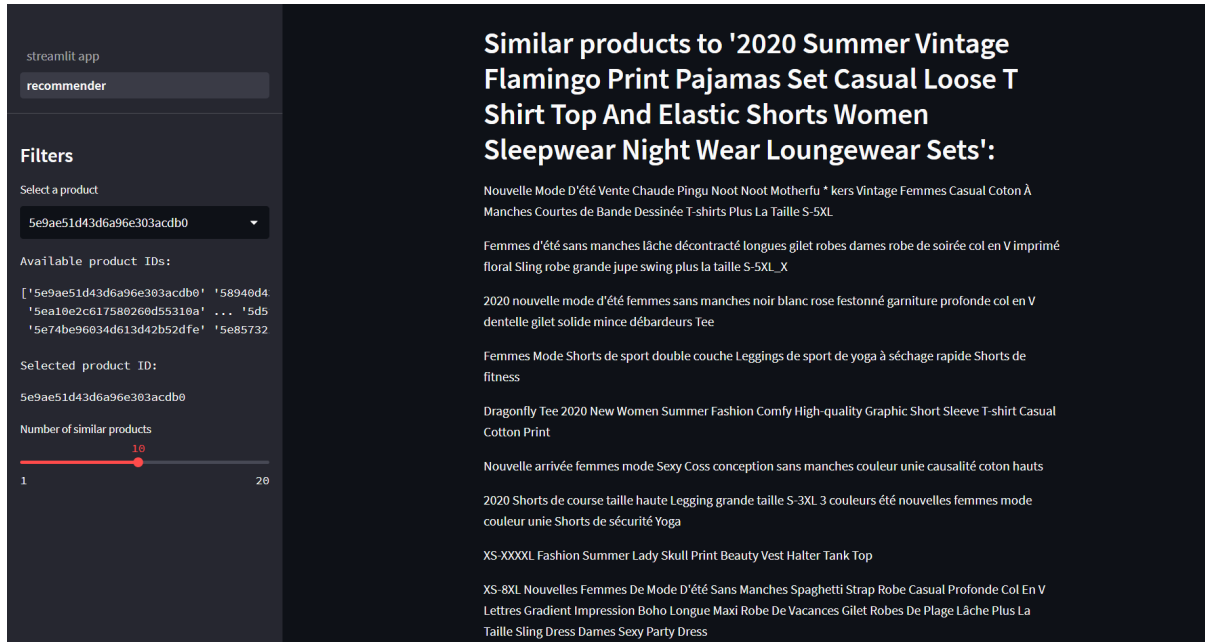 streamlit app
recommender
Filters
Select a product
5e9ae51d43d6a96e303acdb0
Available product IDs:
['5e9ae51d43d6a96e303acdb0' '58940d4
'5ea10e2c617580260d55310a' ... '5d5
'5e74be96034d613d42b52dfe' '5e85732
Selected product ID:
5e9ae51d43d6a96e303acdb0
Number of similar products
10
1 20
Similar products to '2020 Summer Vintage
Flamingo Print Pajamas Set Casual Loose T
Shirt Top And Elastic Shorts Women
Sleepwear Night Wear Loungewear Sets':
Nouvelle Mode D'été Vente Chaude Pingu Noot Noot Motherfu * kers Vintage Femmes Casual Coton À
Manches Courtes de Bande Dessinée T-shirts Plus La Taille S-5XL
Femmes d'été sans manches lâche décontracté longues gilet robes dames robe de soirée col en V imprimé
floral Sling robe grande jupe swing plus la taille S-5XL_X
2020 nouvelle mode d'été femmes sans manches noir blanc rose festonné garniture profonde col en V
dentelle gilet solide mince débardeurs Tee
Femmes Mode Shorts de sport double couche Leggings de sport de yoga à séchage rapide Shorts de
fitness
Dragonfly Tee 2020 New Women Summer Fashion Comfy High-quality Graphic Short Sleeve T-shirt Casual
Cotton Print
Nouvelle arrivée femmes mode Sexy Coss conception sans manches couleur unie causalité coton hauts
2020 Shorts de course taille haute Legging grande taille S-3XL 3 couleurs été nouvelles femmes mode
couleur unie Shorts de sécurité Yoga
XS-XXXXL Fashion Summer Lady Skull Print Beauty Vest Halter Tank Top
XS-8XL Nouvelles Femmes De Mode D'été Sans Manches Spaghetti Strap Robe Casual Profonde Col En V
Lettres Gradient Impression Boho Longue Maxi Robe De Vacances Gilet Robes De Plage Lâche Plus La
Taille Sling Dress Dames Sexy Party Dress